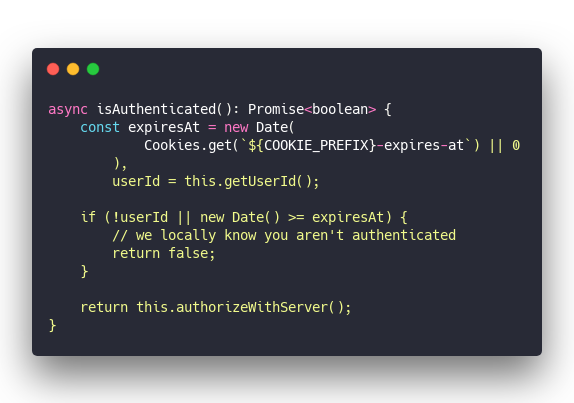 async isAuthenticated(): Promise<boolean> {
    const expiresAt = new Date(
            Cookies.get(`${COOKIE_PREFIX}-expires-at`) || 0
        ),
        userId = this.getUserId();

    if (!userId || new Date() >= expiresAt) {
        // we locally know you aren't authenticated
        return false;
    }

    return this.authorizeWithServer();
}